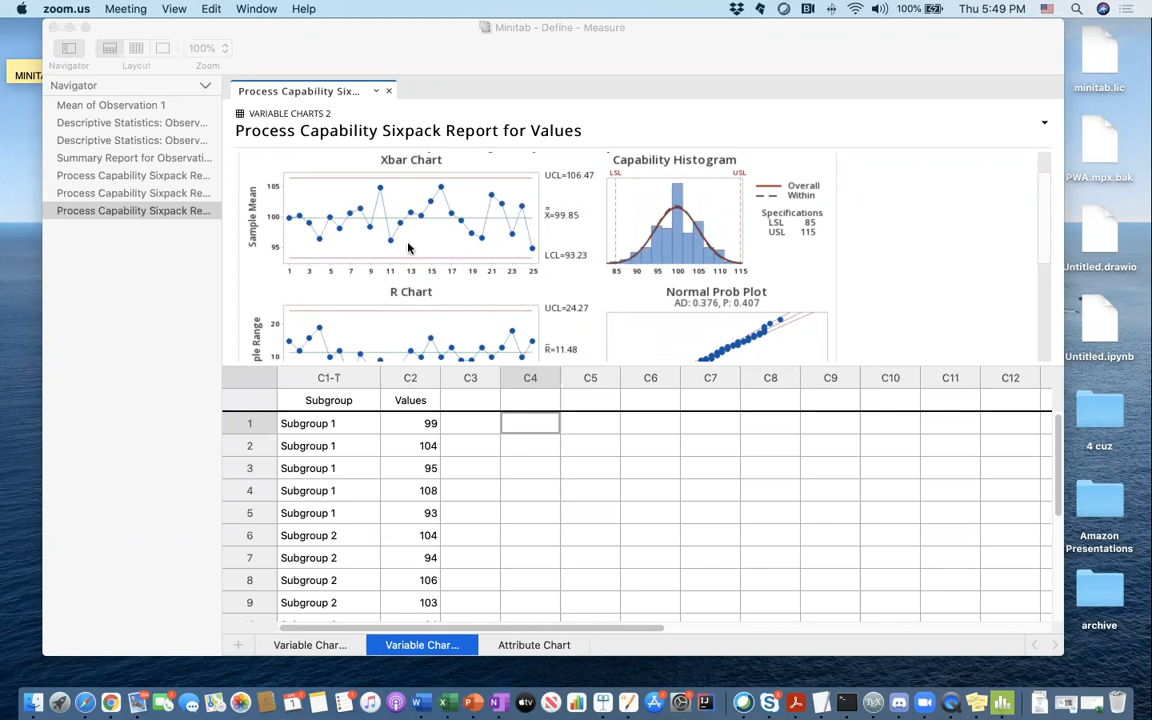 zoom.us Meeting View Edit Window Help 100% Thu 5:49 PM
Minitab - Define - Measure
100%
Navigator Layout Zoom
MINITA
Navigator
Mean of Observation 1
Descriptive Statistics: Observ...
Descriptive Statistics: Observ...
Summary Report for Observati...
Process Capability Sixpack Re...
Process Capability Sixpack Re...
Process Capability Sixpack Re...
Process Capability Six...
VARIABLE CHARTS 2
Process Capability Sixpack Report for Values
Xbar Chart
Sample Mean
105
100
95
UCL=106.47
X=99.85
LCL=93.23
1 3 5 7 9 11 13 15 17 19 21 23 25
Capability Histogram
LSL USL
Overall
Within
Specifications
LSL 85
USL 115
85 90 95 100 105 110 115
R Chart
ple Range
20
10
UCL=24.27
R=11.48
Normal Prob Plot
AD: 0.376, P: 0.407
C1-T C2 C3 C4 C5 C6 C7 C8 C9 C10 C11 C12
Subgroup Values
1 Subgroup 1 99
2 Subgroup 1 104
3 Subgroup 1 95
4 Subgroup 1 108
5 Subgroup 1 93
6 Subgroup 2 104
7 Subgroup 2 94
8 Subgroup 2 106
9 Subgroup 2 103
+ Variable Char... Variable Char... Attribute Chart
minitab.lic
PWA.mpx.bak
Untitled.drawio
Untitled.ipynb
4 cuz
Amazon
Presentations
archive